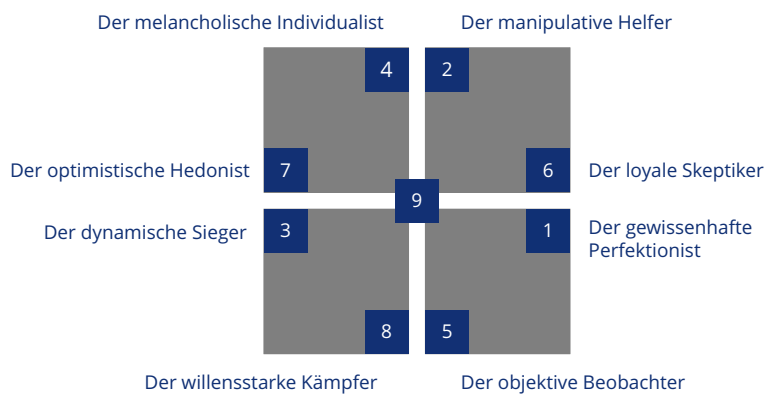 Der melancholische Individualist
Der manipulative Helfer
4
2
Der optimistische Hedonist
7
6
Der loyale Skeptiker
9
Der dynamische Sieger
3
1
Der gewissenhafte
Perfektionist
8
5
Der willensstarke Kämpfer
Der objektive Beobachter